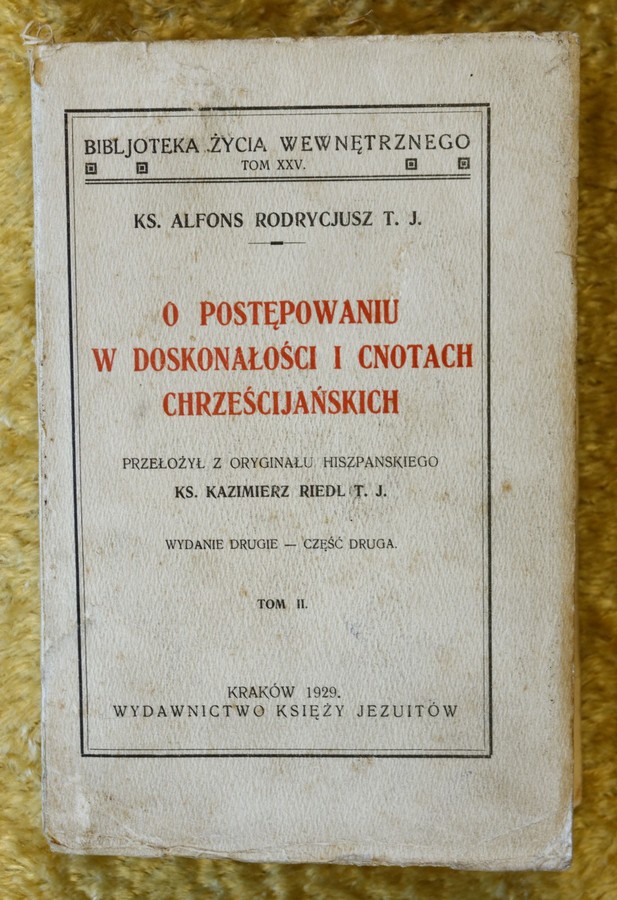 BIBLJOTEKA ŻYCIA WEWNĘTRZNEGO
TOM XXV.
KS. ALFONS RODRYCJUSZ T. J.
O POSTĘPOWANIU
W DOSKONAŁOŚCI I CNOTACH
CHRZEŚCIJAŃSKICH
PRZEŁOŻYŁ Z ORYGINAŁU HISZPANSKIEGO
KS. KAZIMIERZ RIEDL T. J.
WYDANIE DRUGIE — CZĘŚĆ DRUGA.
TOM II.
KRAKÓW 1929.
WYDAWNICTWO KSIĘŻY JEZUITÓW